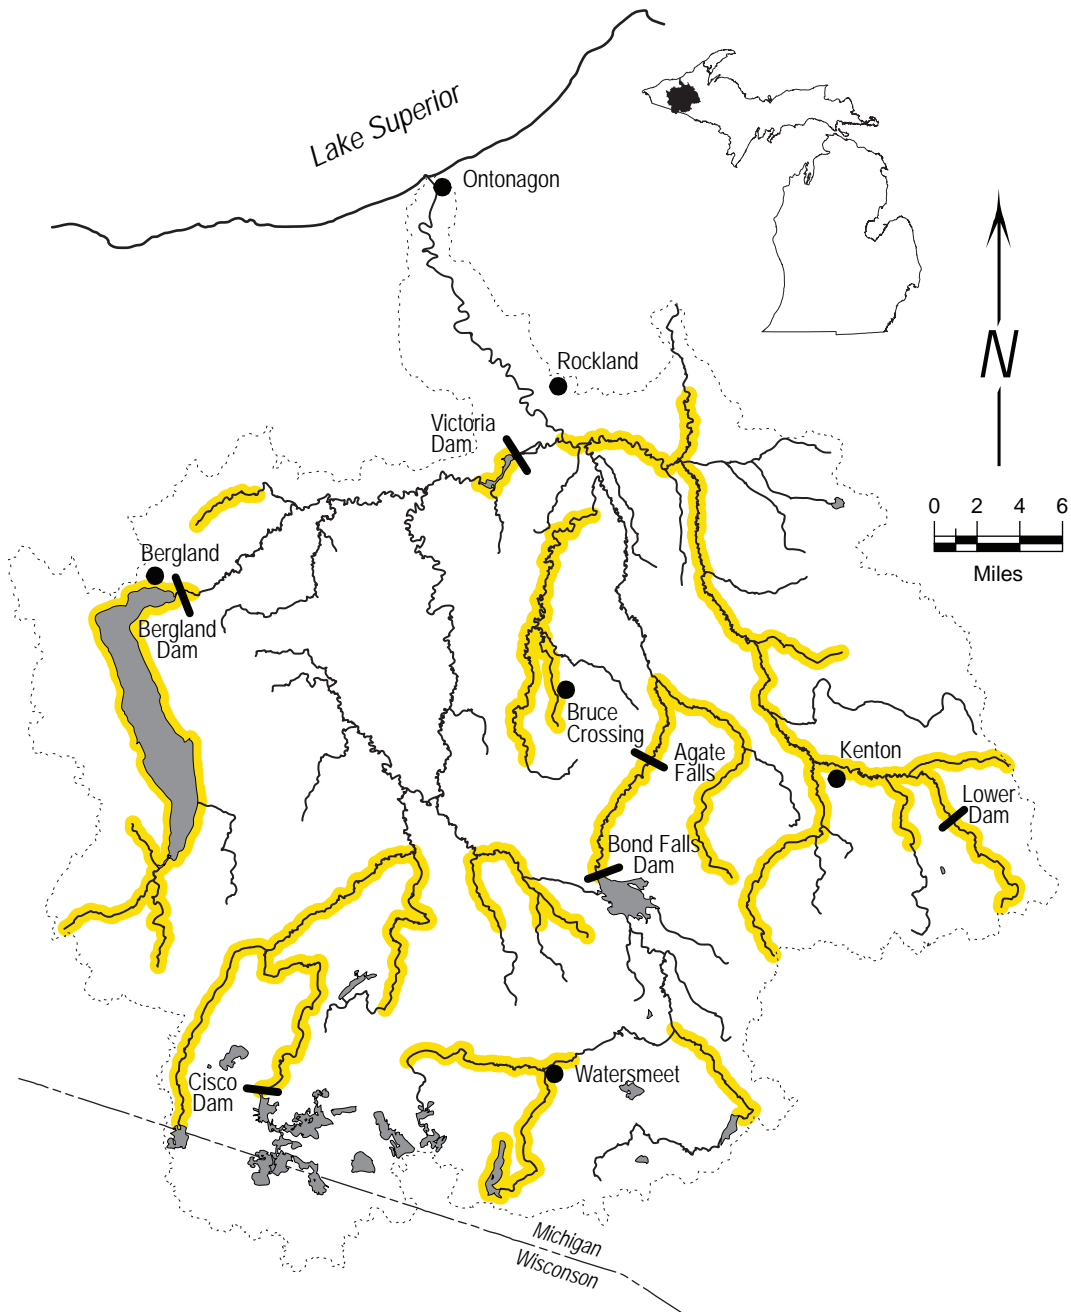 Lake Superior
Ontonagon
N
Rockland
Victoria
Dam
0 2 4 6
Miles
Bergland
Bergland
Dam
Bruce
Crossing
Agate
Falls
Kenton
Lower
Dam
Bond Falls
Dam
Cisco
Dam
Watersmeet
Michigan
Wisconson